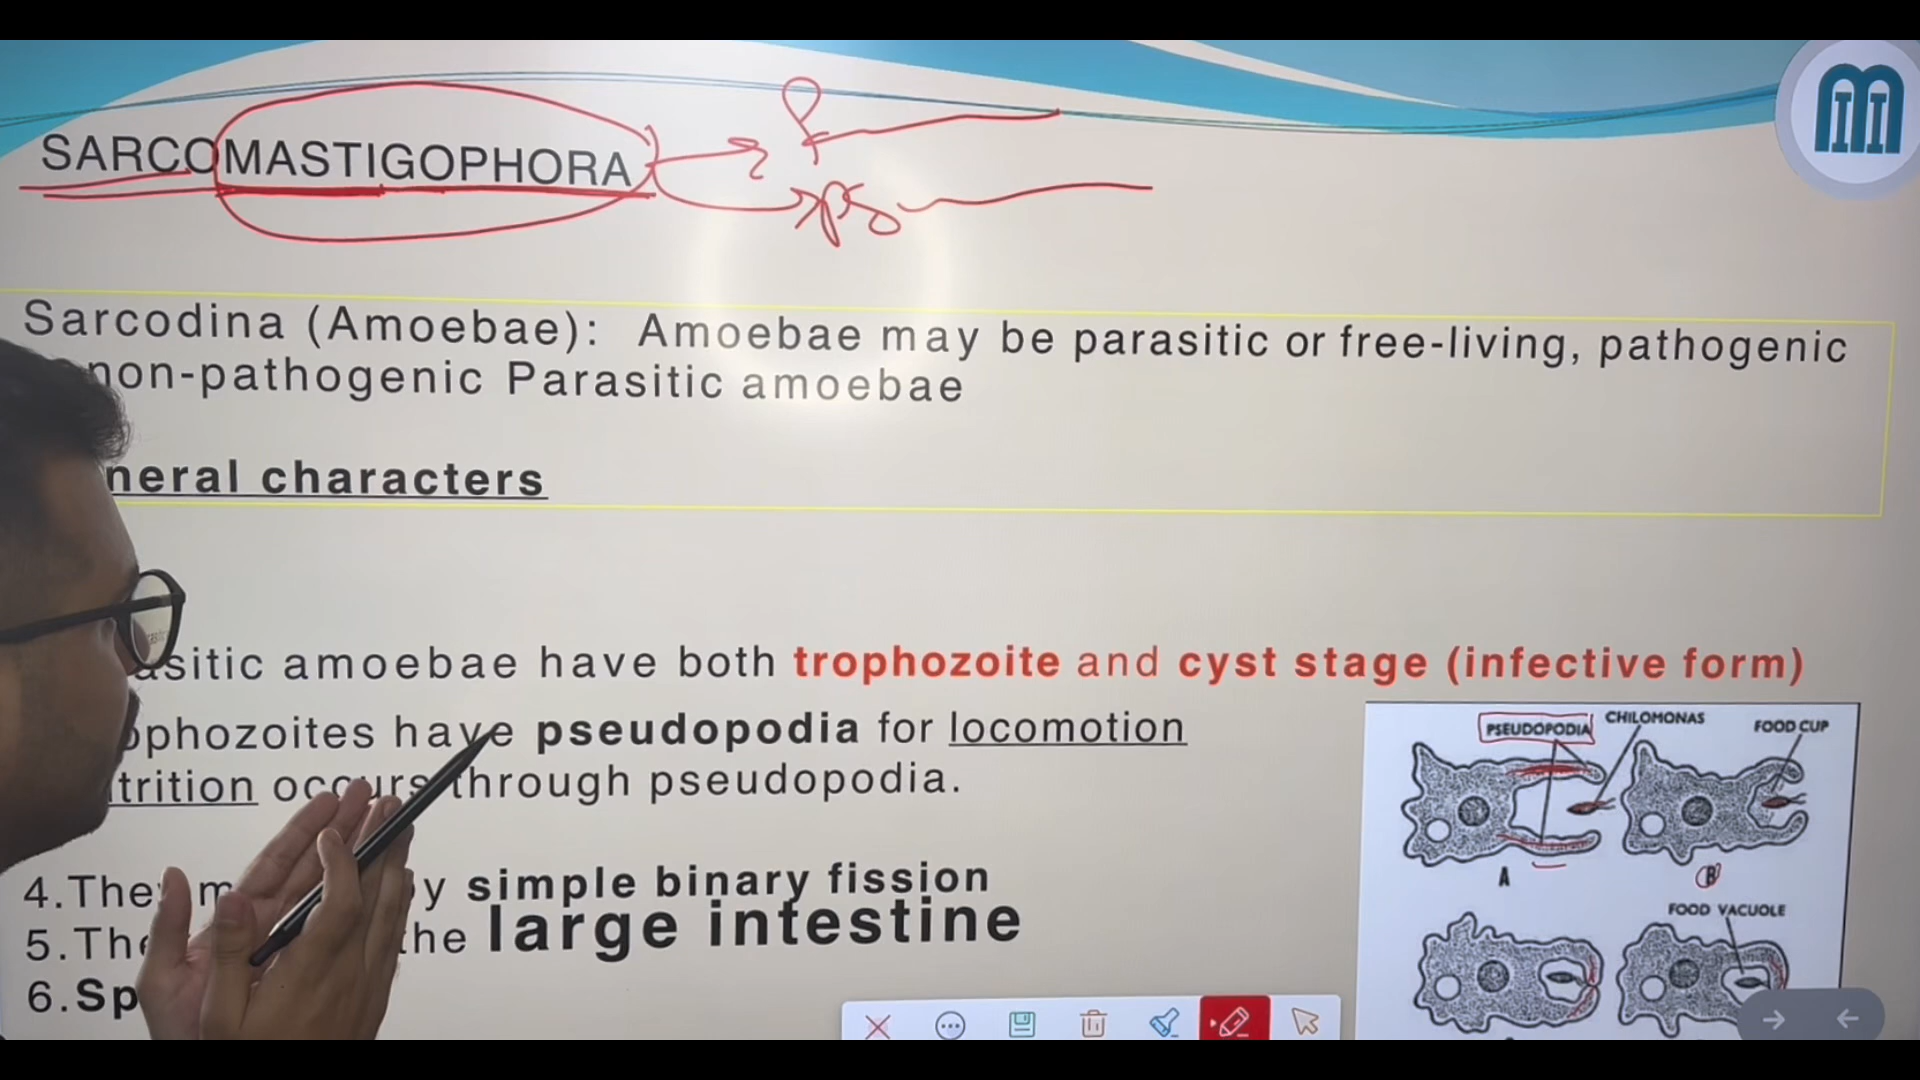 SARCOMASTIGOPHORA
Sarcodina (Amoebae): Amoebae may be parasitic or free-living, pathogenic
non-pathogenic Parasitic amoebae
neral characters
asitic amoebae have both trophozoite and cyst stage (infective form)
ophozoites have pseudopodia for locomotion
trition occurs through pseudopodia.
4.The m y simple binary fission
5.The the large intestine
6.Sp
PSEUDOPODIA CHILOMONAS FOOD CUP
A B
FOOD VACUOLE